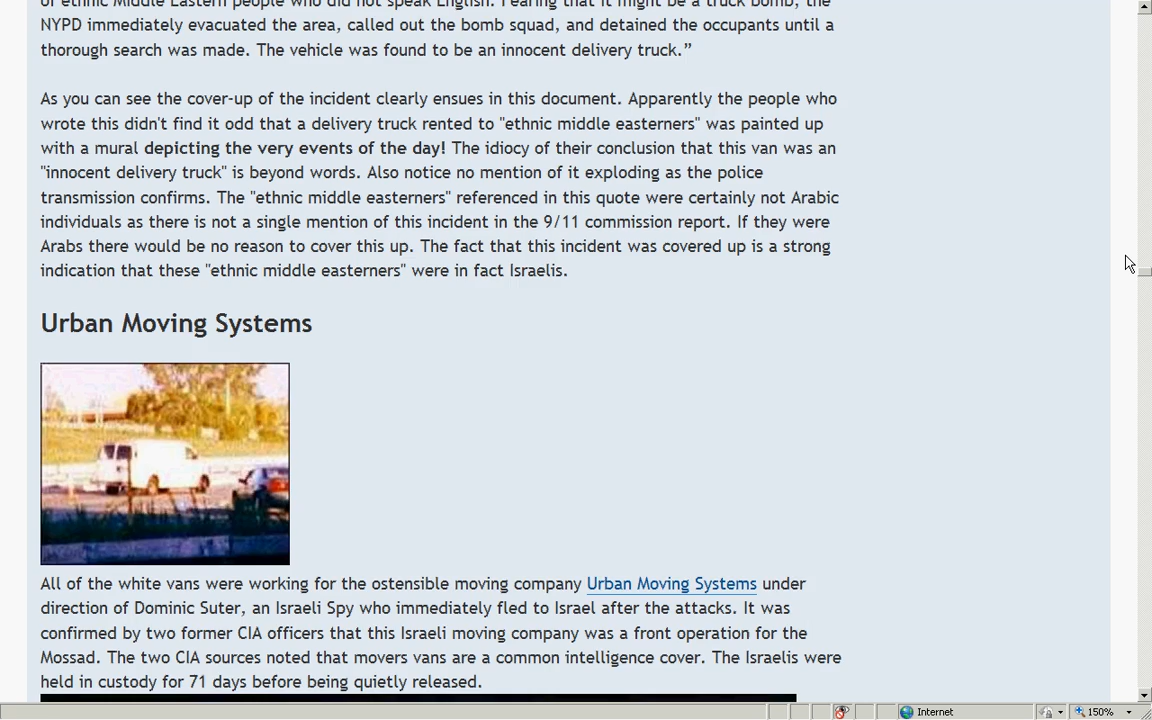 of ethnic Middle Eastern people who did not speak English. Fearing that it might be a truck bomb, the
NYPD immediately evacuated the area, called out the bomb squad, and detained the occupants until a
thorough search was made. The vehicle was found to be an innocent delivery truck.”
As you can see the cover-up of the incident clearly ensues in this document. Apparently the people who
wrote this didn't find it odd that a delivery truck rented to "ethnic middle easterners" was painted up
with a mural depicting the very events of the day! The idiocy of their conclusion that this van was an
"innocent delivery truck" is beyond words. Also notice no mention of it exploding as the police
transmission confirms. The "ethnic middle easterners" referenced in this quote were certainly not Arabic
individuals as there is not a single mention of this incident in the 9/11 commission report. If they were
Arabs there would be no reason to cover this up. The fact that this incident was covered up is a strong
indication that these "ethnic middle easterners" were in fact Israelis.
Urban Moving Systems
All of the white vans were working for the ostensible moving company Urban Moving Systems under
direction of Dominic Suter, an Israeli Spy who immediately fled to Israel after the attacks. It was
confirmed by two former CIA officers that this Israeli moving company was a front operation for the
Mossad. The two CIA sources noted that movers vans are a common intelligence cover. The Israelis were
held in custody for 71 days before being quietly released.
Internet
150%